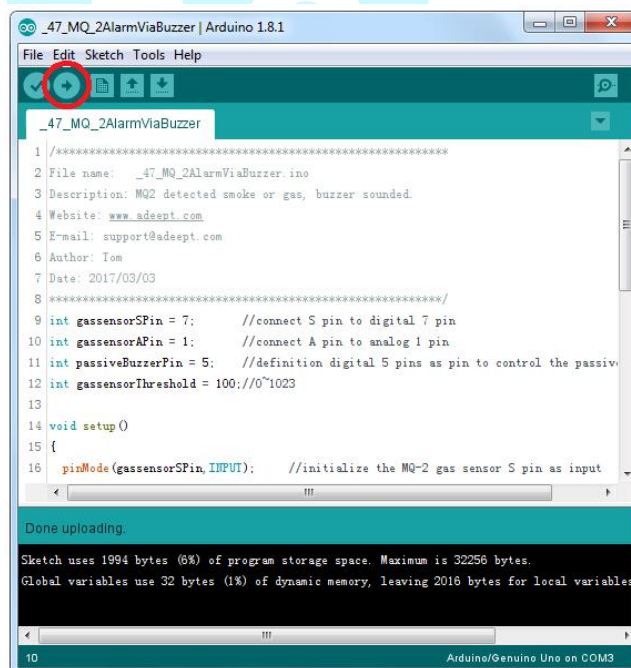 _47_MQ_2AlarmViaBuzzer | Arduino 1.8.1
File Edit Sketch Tools Help
_47_MQ_2AlarmViaBuzzer
1 /***********************************************************
2 File name: _47_MQ_2AlarmViaBuzzer.ino
3 Description: MQ2 detected smoke or gas, buzzer sounded.
4 Website: www.adeept.com
5 E-mail: support@adeept.com
6 Author: Tom
7 Date: 2017/03/03
8 ***********************************************************/
9 int gassensorSPin = 7; //connect S pin to digital 7 pin
10 int gassensorAPin = 1; //connect A pin to analog 1 pin
11 int passiveBuzzerPin = 5; //definition digital 5 pins as pin to control the passiv
12 int gassensorThreshold = 100;//0~1023
13
14 void setup()
15 {
16 pinMode(gassensorSPin,INPUT); //initialize the MQ-2 gas sensor S pin as input
Done uploading.
Sketch uses 1994 bytes (6%) of program storage space. Maximum is 32256 bytes.
Global variables use 32 bytes (1%) of dynamic memory, leaving 2016 bytes for local variables
10 Arduino/Genuino Uno on COM3